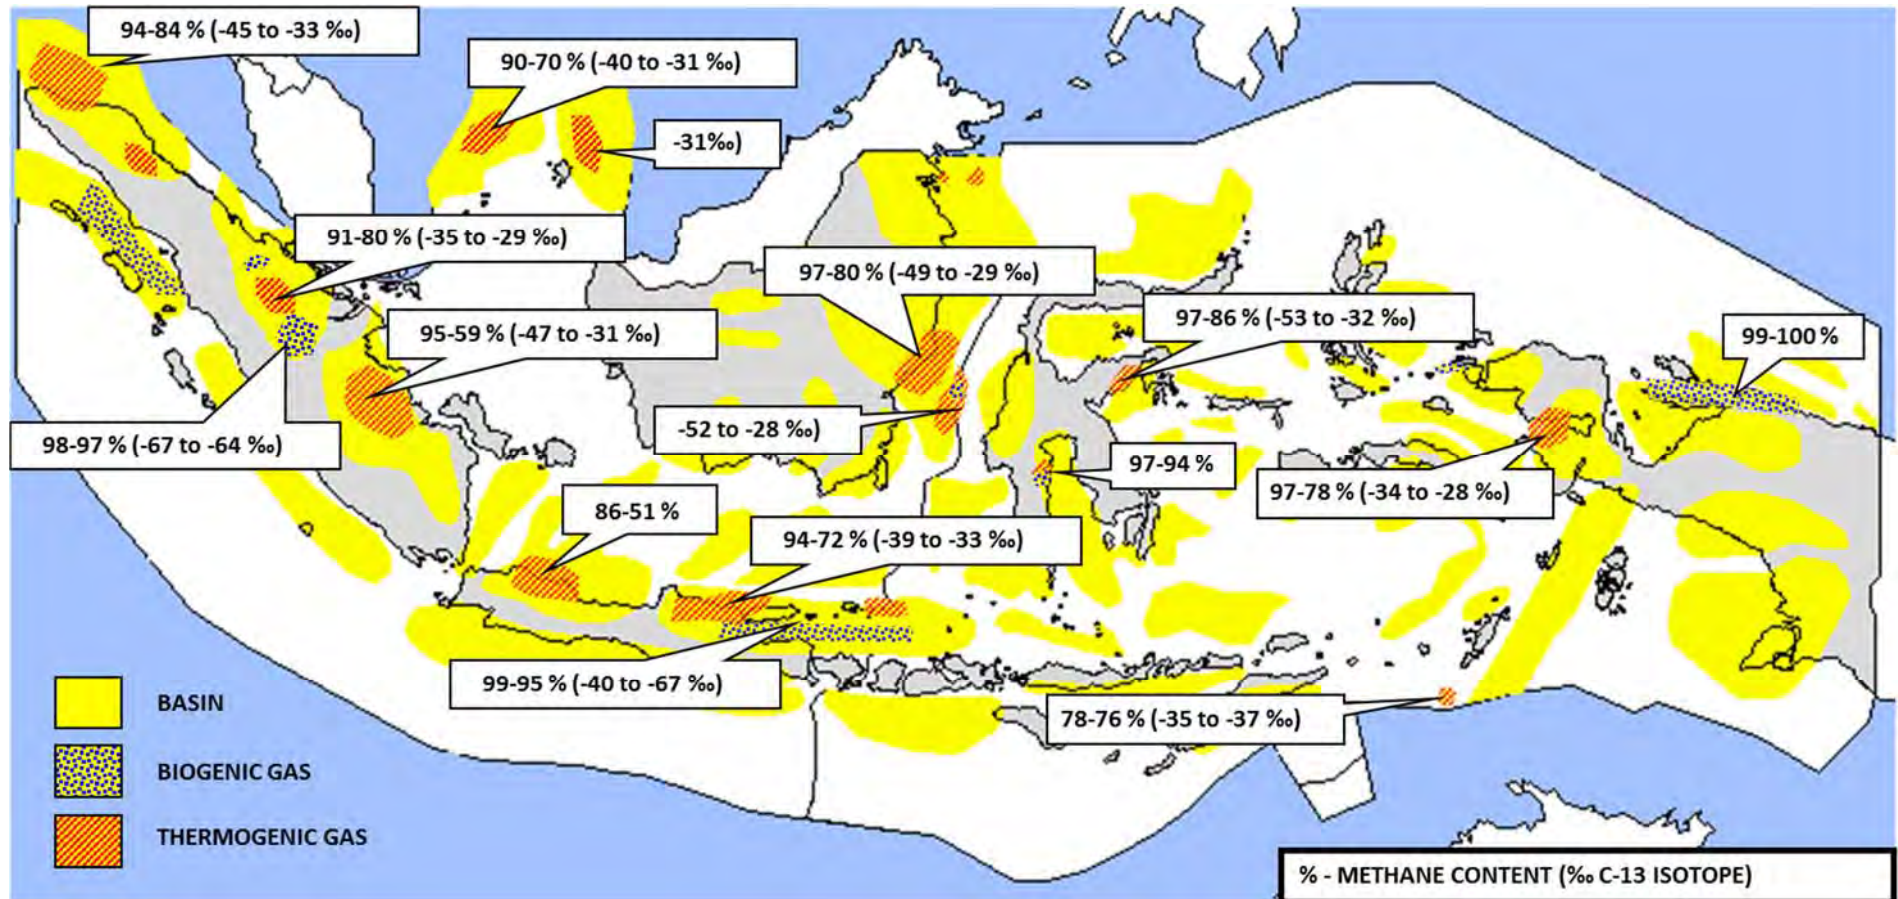 94-84 % (-45 to -33 ‰)
90-70 % (-40 to -31 ‰)
-31‰)
91-80 % (-35 to -29 ‰)
97-80 % (-49 to -29 ‰)
95-59 % (-47 to -31 ‰)
97-86 % (-53 to -32 ‰)
99-100 %
98-97 % (-67 to -64 ‰)
-52 to -28 ‰)
97-94 %
97-78 % (-34 to -28 ‰)
86-51 %
94-72 % (-39 to -33 ‰)
99-95 % (-40 to -67 ‰)
78-76 % (-35 to -37 ‰)
BASIN
BIOGENIC GAS
THERMOGENIC GAS
% - METHANE CONTENT (‰ C-13 ISOTOPE)